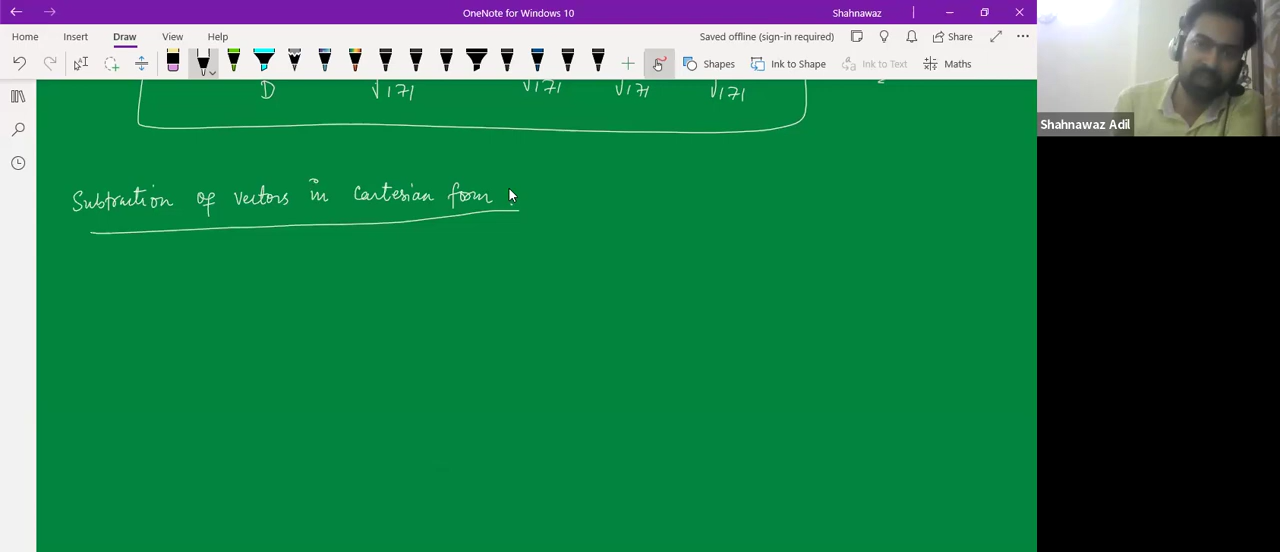 OneNote for Windows 10
Shahnawaz
Home Insert Draw View Help
Saved offline (sign-in required)
Share
Shapes
Ink to Shape
Ink to Text
Maths
D √171 √171 √171 √171
Subtraction of vectors in Cartesian form :
Shahnawaz Adil